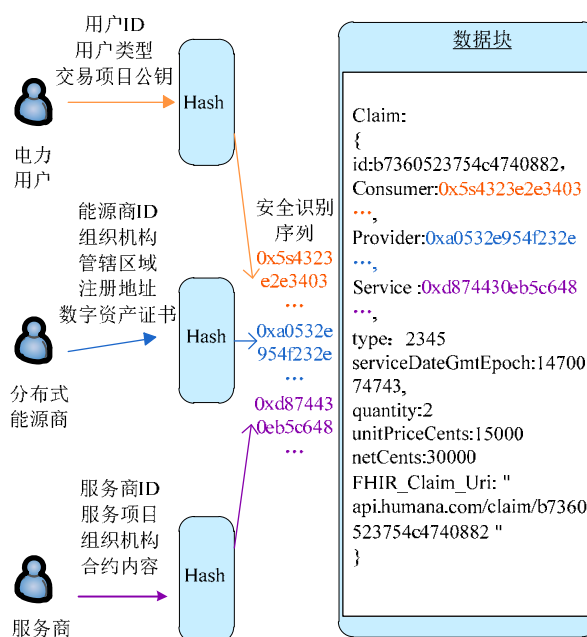 用户ID
用户类型
交易项目公钥
Hash
电力
用户
能源商ID
组织机构
管辖区域
注册地址
数字资产证书
Hash
分布式
能源商
服务商ID
服务项目
组织机构
合约内容
Hash
服务商
安全识别
序列
0x5s4323
e2e3403
...
0xa0532e
954f232e
...
0xd87443
0eb5c648
...
数据块
Claim:
{
id:b7360523754c4740882,
Consumer:0x5s4323e2e3403
...,
Provider:0xa0532e954f232e
...,
Service :0xd874430eb5c648
...,
type: 2345
serviceDateGmtEpoch:14700
74743,
quantity:2
unitPriceCents:15000
netCents:30000
FHIR_Claim_Uri: "
api.humana.com/claim/b7360
523754c4740882 "
}